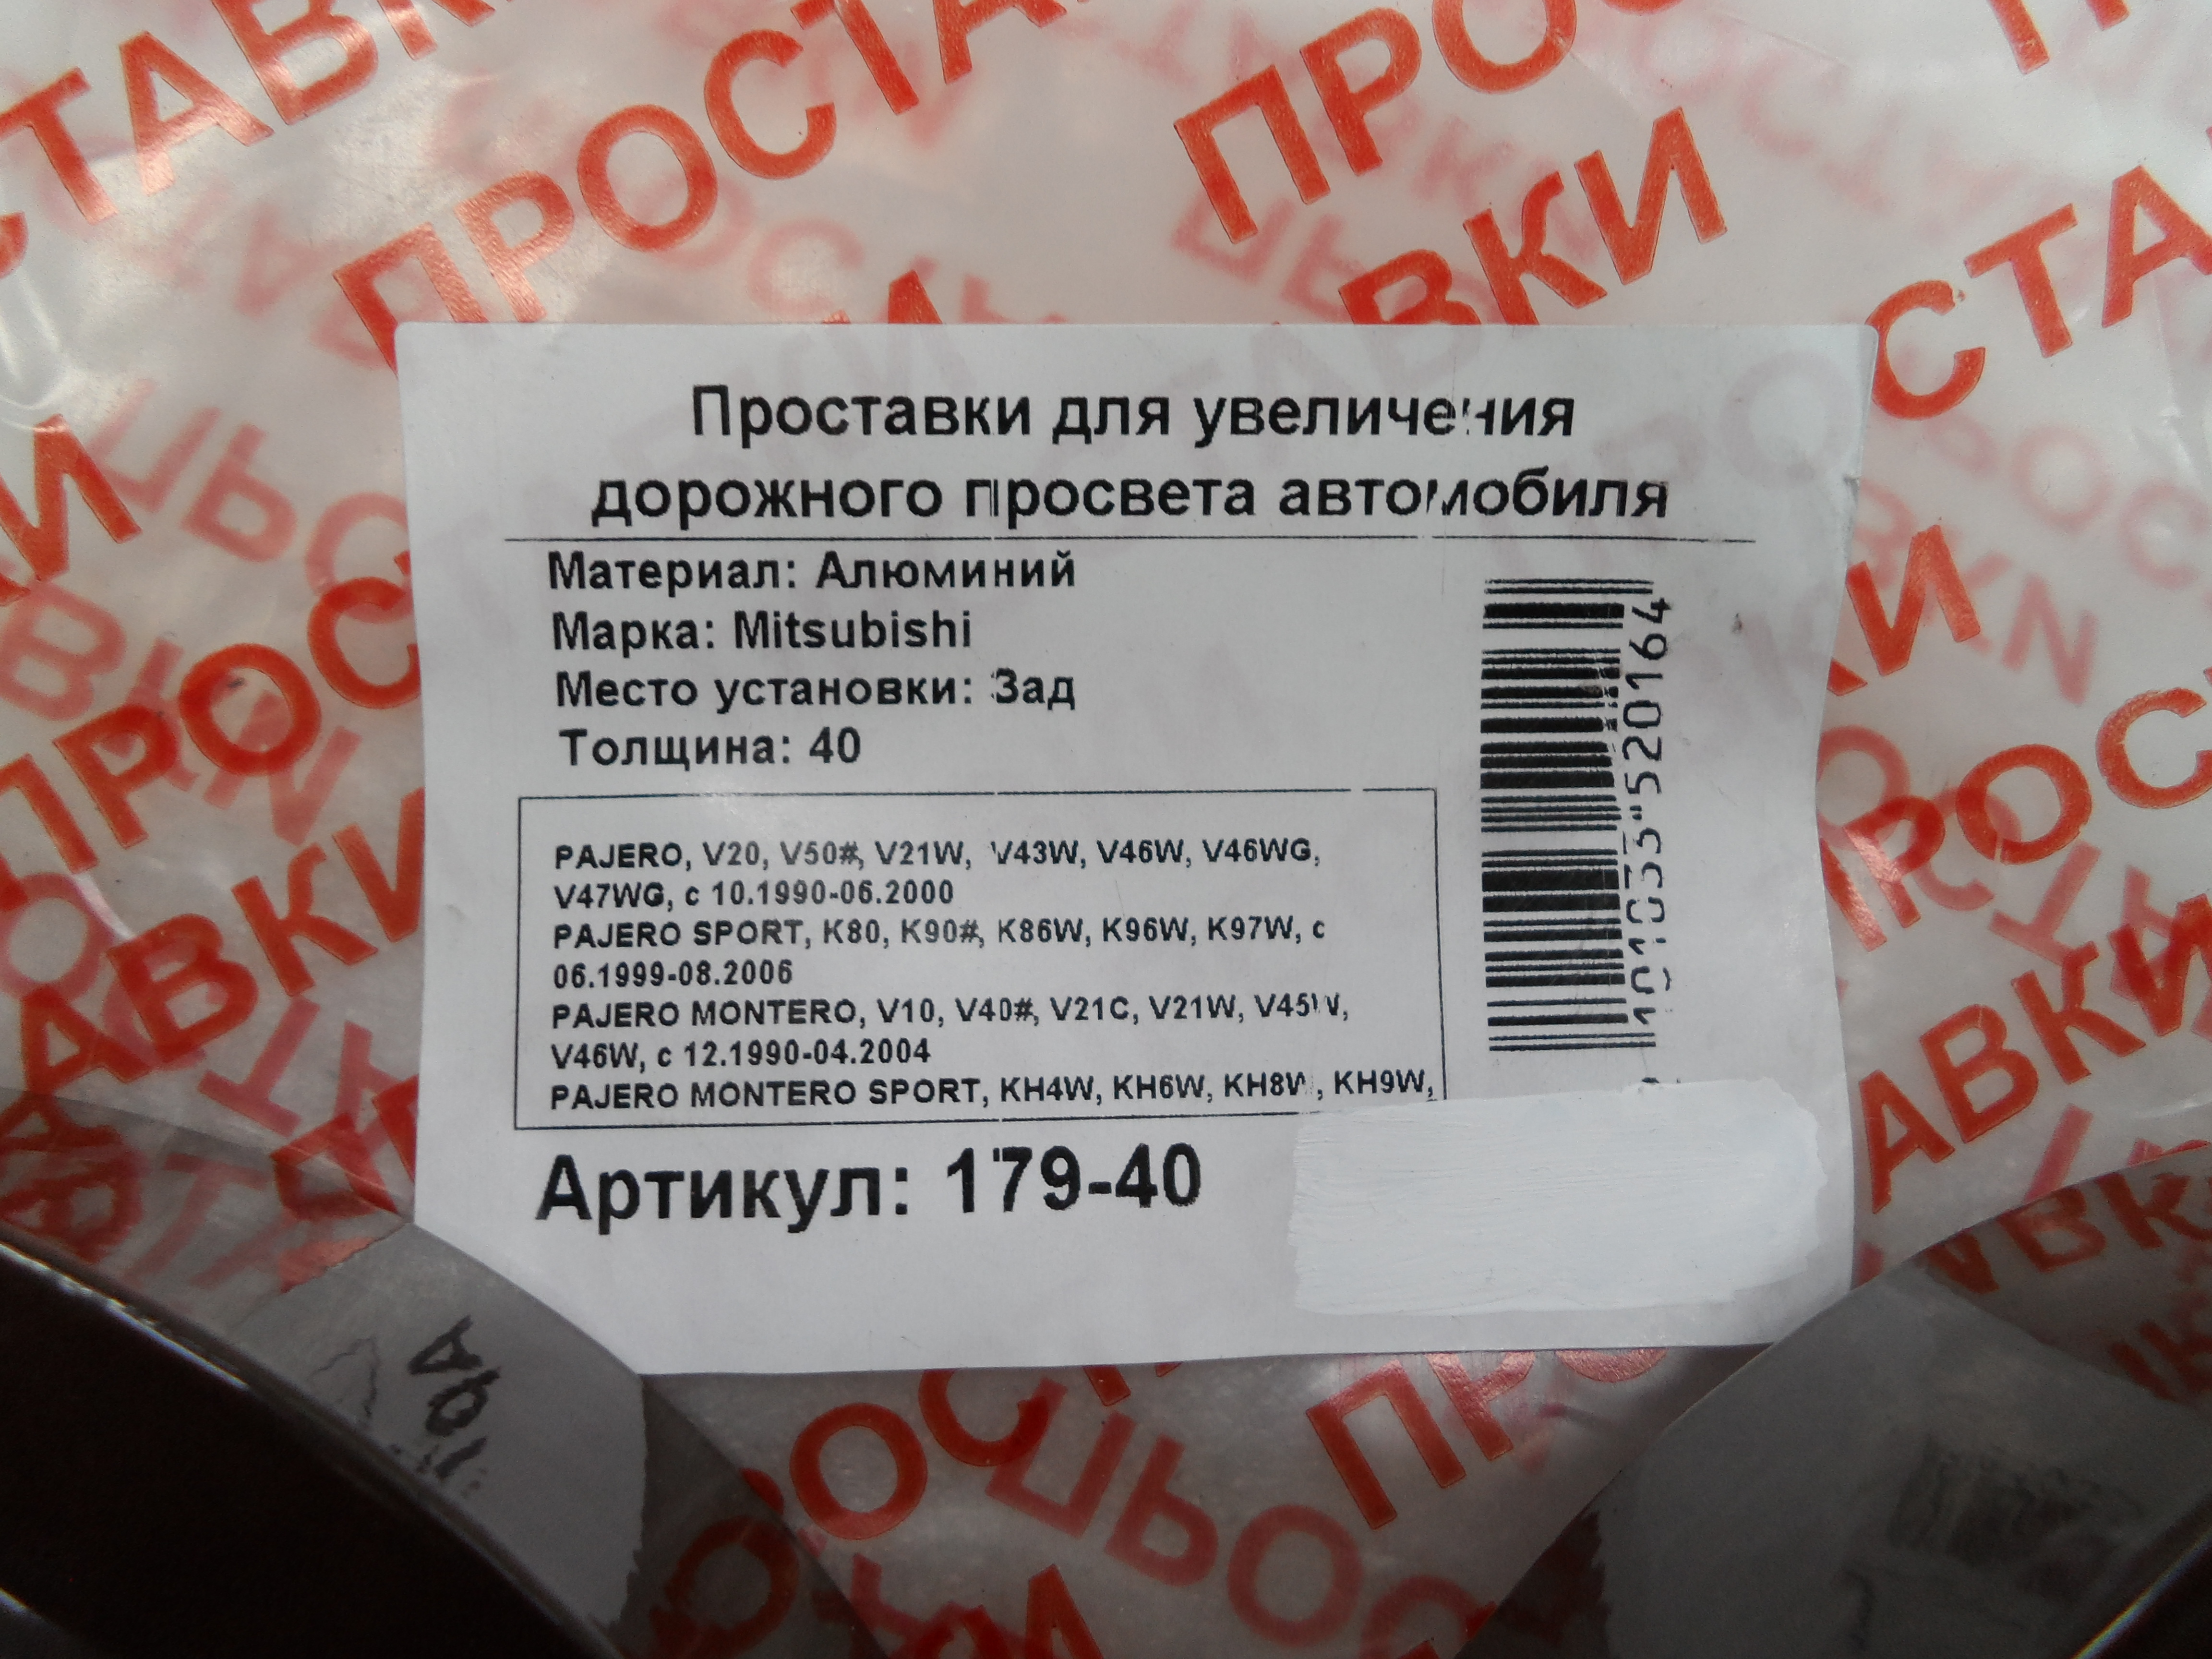 Проставки для увеличения
дорожного просвета автомобиля
Материал: Алюминий
Марка: Mitsubishi
Место установки: Зад
Толщина: 40
PAJERO, V20, V50#, V21W, V43W, V46W, V46WG,
V47WG, с 10.1990-06.2000
PAJERO SPORT, K80, K90#, K86W, K96W, K97W, с
06.1999-08.2006
PAJERO MONTERO, V10, V40#, V21C, V21W, V45W,
V46W, с 12.1990-04.2004
PAJERO MONTERO SPORT, KH4W, KH6W, KH8W, KH9W,
Артикул: 179-40
520164